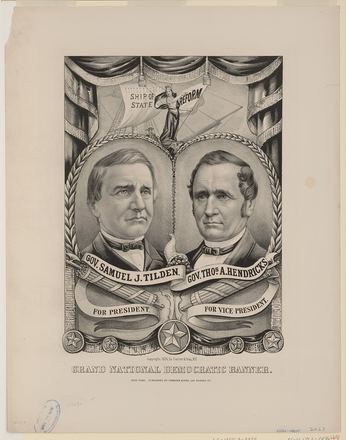 SHIP OF
STATE
REFORM
GOV. SAMUEL J. TILDEN.
GOV. THOS. A. HENDRICKS.
FOR PRESIDENT.
FOR VICE PRESIDENT.
GRAND NATIONAL DEMOCRATIC BANNER.